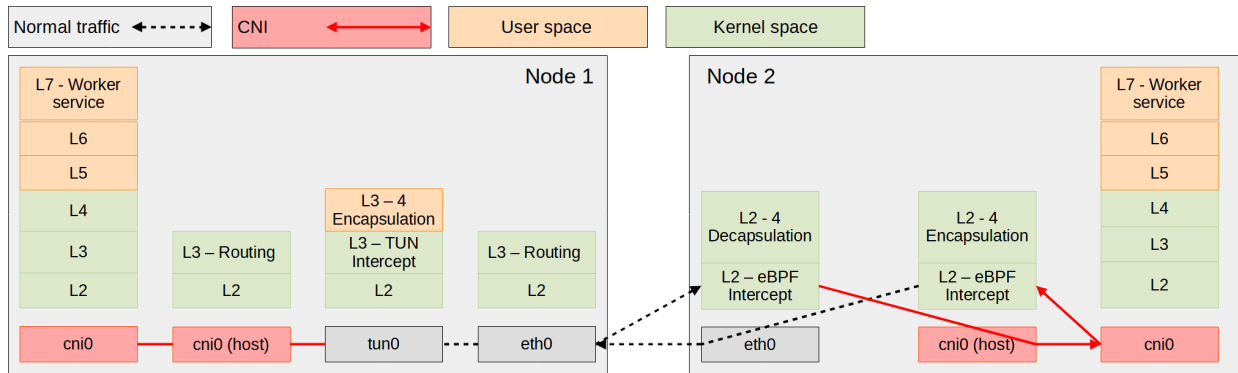 Normal traffic
CNI
User space
Kernel space
Node 1
L7 - Worker
service
L6
L5
L4
L3
L2
cni0
L3 – Routing
L2
cni0 (host)
L3 – 4
Encapsulation
L3 – TUN
Intercept
L2
tun0
L3 – Routing
L2
eth0
Node 2
L2 - 4
Decapsulation
L2 – eBPF
Intercept
eth0
L2 - 4
Encapsulation
L2 – eBPF
Intercept
cni0 (host)
L7 - Worker
service
L6
L5
L4
L3
L2
cni0